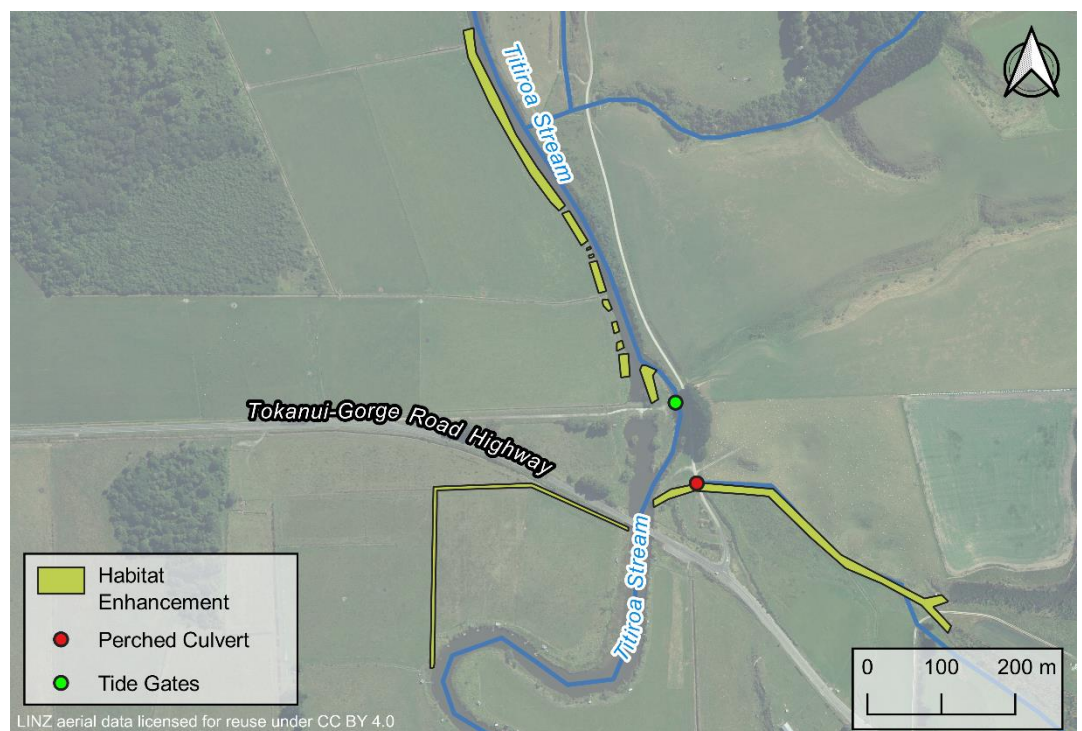 Titiroa Stream
Tokanui-Gorge Road Highway
Titiroa Stream
Habitat
Enhancement
Perched Culvert
Tide Gates
0 100 200 m
LINZ aerial data licensed for reuse under CC BY 4.0